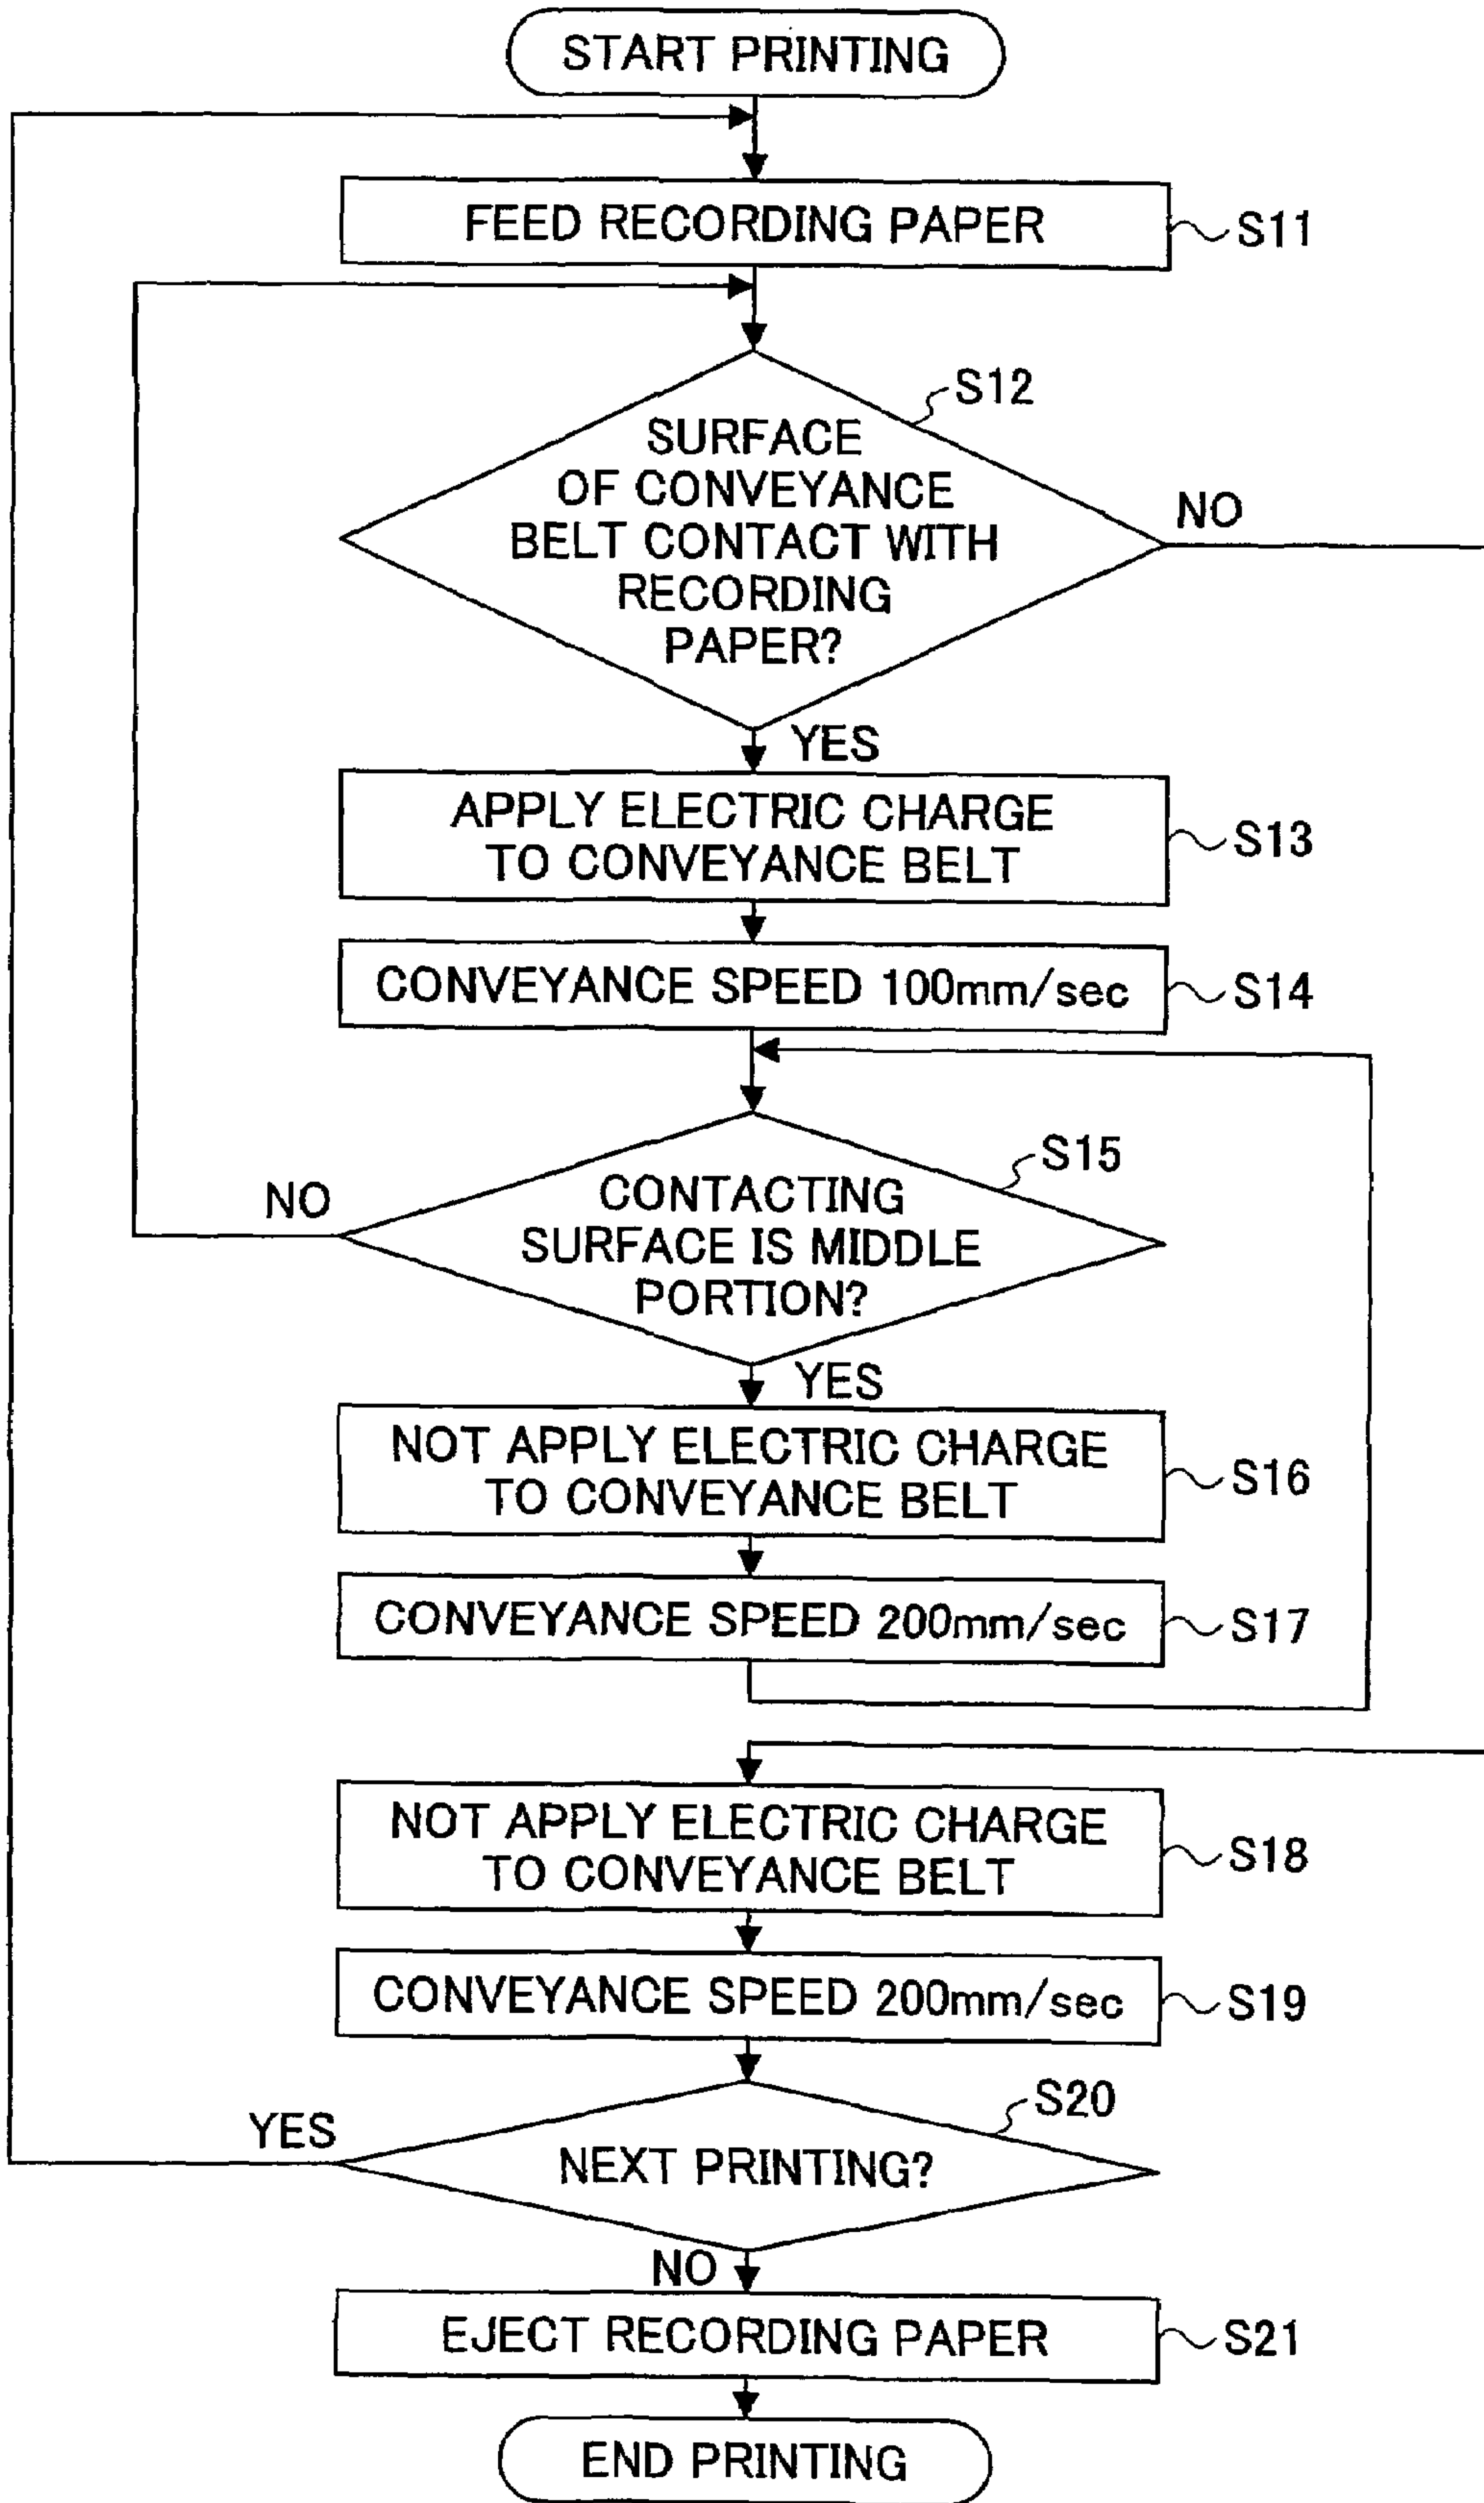 START PRINTING
FEED RECORDING PAPER
S11
S12
SURFACE
OF CONVEYANCE
BELT CONTACT WITH
RECORDING
PAPER?
NO
YES
APPLY ELECTRIC CHARGE
TO CONVEYANCE BELT
S13
CONVEYANCE SPEED 100mm/sec
S14
S15
NO
CONTACTING
SURFACE IS MIDDLE
PORTION?
YES
NOT APPLY ELECTRIC CHARGE
TO CONVEYANCE BELT
S16
CONVEYANCE SPEED 200mm/sec
S17
NOT APPLY ELECTRIC CHARGE
TO CONVEYANCE BELT
S18
CONVEYANCE SPEED 200mm/sec
S19
S20
YES
NEXT PRINTING?
NO
EJECT RECORDING PAPER
S21
END PRINTING